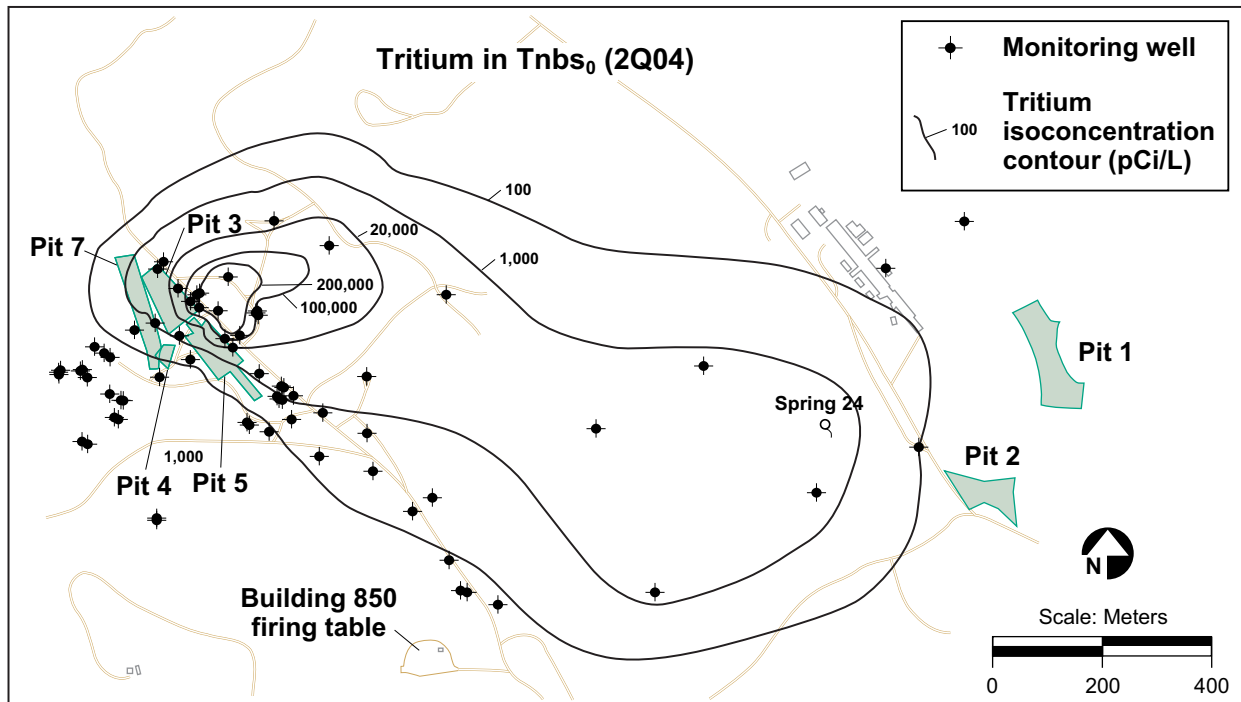 Tritium in Tnbs₀ (2Q04)
Monitoring well
100
Tritium
isoconcentration
contour (pCi/L)
100
20,000
1,000
Pit 3
Pit 7
200,000
100,000
Pit 1
Spring 24
Pit 2
1,000
Pit 4
Pit 5
N
Building 850
firing table
Scale: Meters
0 200 400